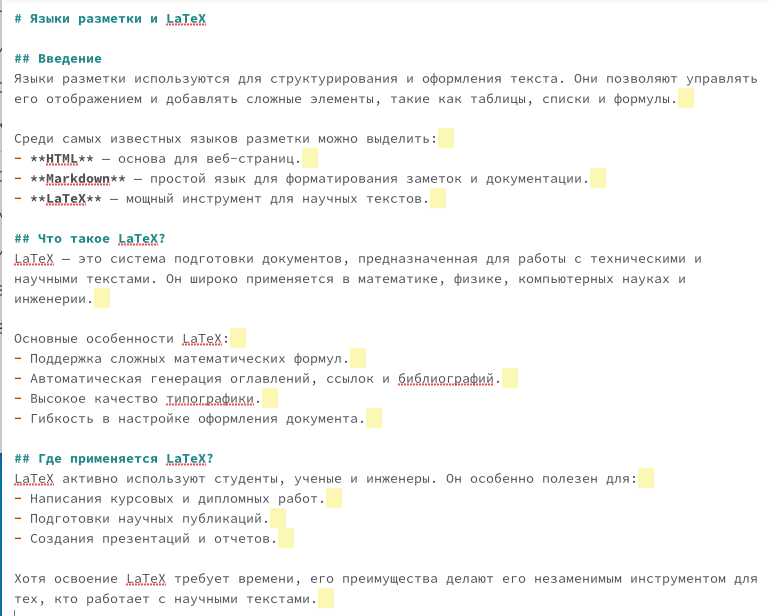 # Языки разметки и LaTeX
## Введение
Языки разметки используются для структурирования и оформления текста. Они позволяют управлять
его отображением и добавлять сложные элементы, такие как таблицы, списки и формулы.
Среди самых известных языков разметки можно выделить:
- **HTML** — основа для веб-страниц.
- **Markdown** — простой язык для форматирования заметок и документации.
- **LaTeX** — мощный инструмент для научных текстов.
## Что такое LaTeX?
LaTeX — это система подготовки документов, предназначенная для работы с техническими и
научными текстами. Он широко применяется в математике, физике, компьютерных науках и
инженерии.
Основные особенности LaTeX:
- Поддержка сложных математических формул.
- Автоматическая генерация оглавлений, ссылок и библиографий.
- Высокое качество типографики.
- Гибкость в настройке оформления документа.
## Где применяется LaTeX?
LaTeX активно используют студенты, ученые и инженеры. Он особенно полезен для:
- Написания курсовых и дипломных работ.
- Подготовки научных публикаций.
- Создания презентаций и отчетов.
Хотя освоение LaTeX требует времени, его преимущества делают его незаменимым инструментом для
тех, кто работает с научными текстами.